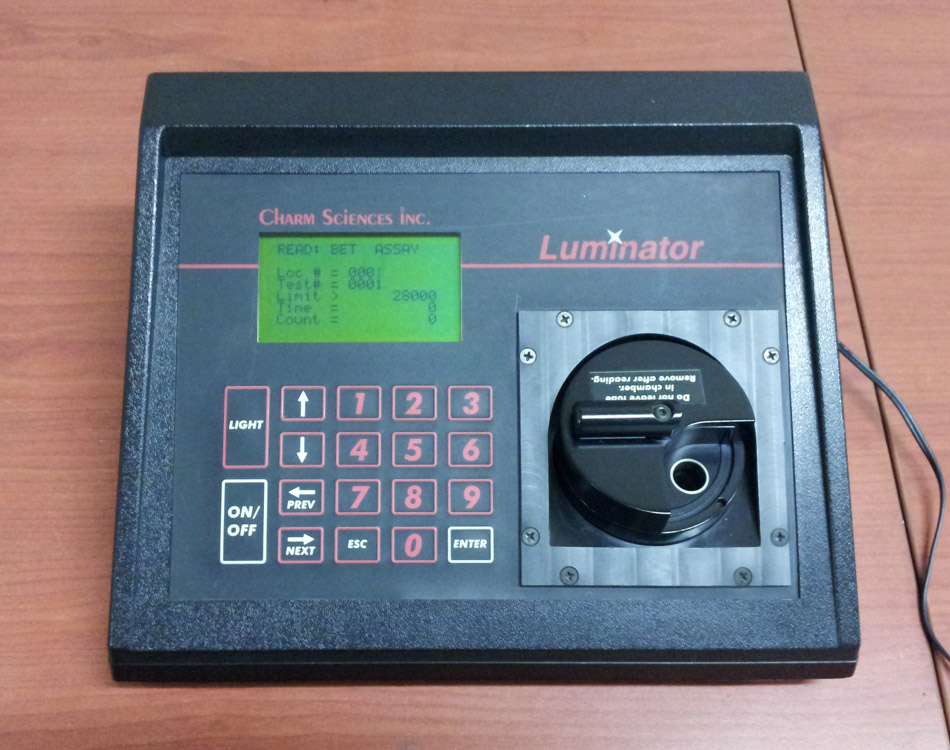 CHARM SCIENCES INC.
Luminator
READ: BET ASSAY
Loc # = 0001
Test# = 0001
Limit > 28000
Time = 0
Count = 0
Do not leave tube
in chamber.
Remove after reading.
LIGHT
1 2 3
4 5 6
ON/
OFF
PREV
7 8 9
NEXT
ESC
0
ENTER